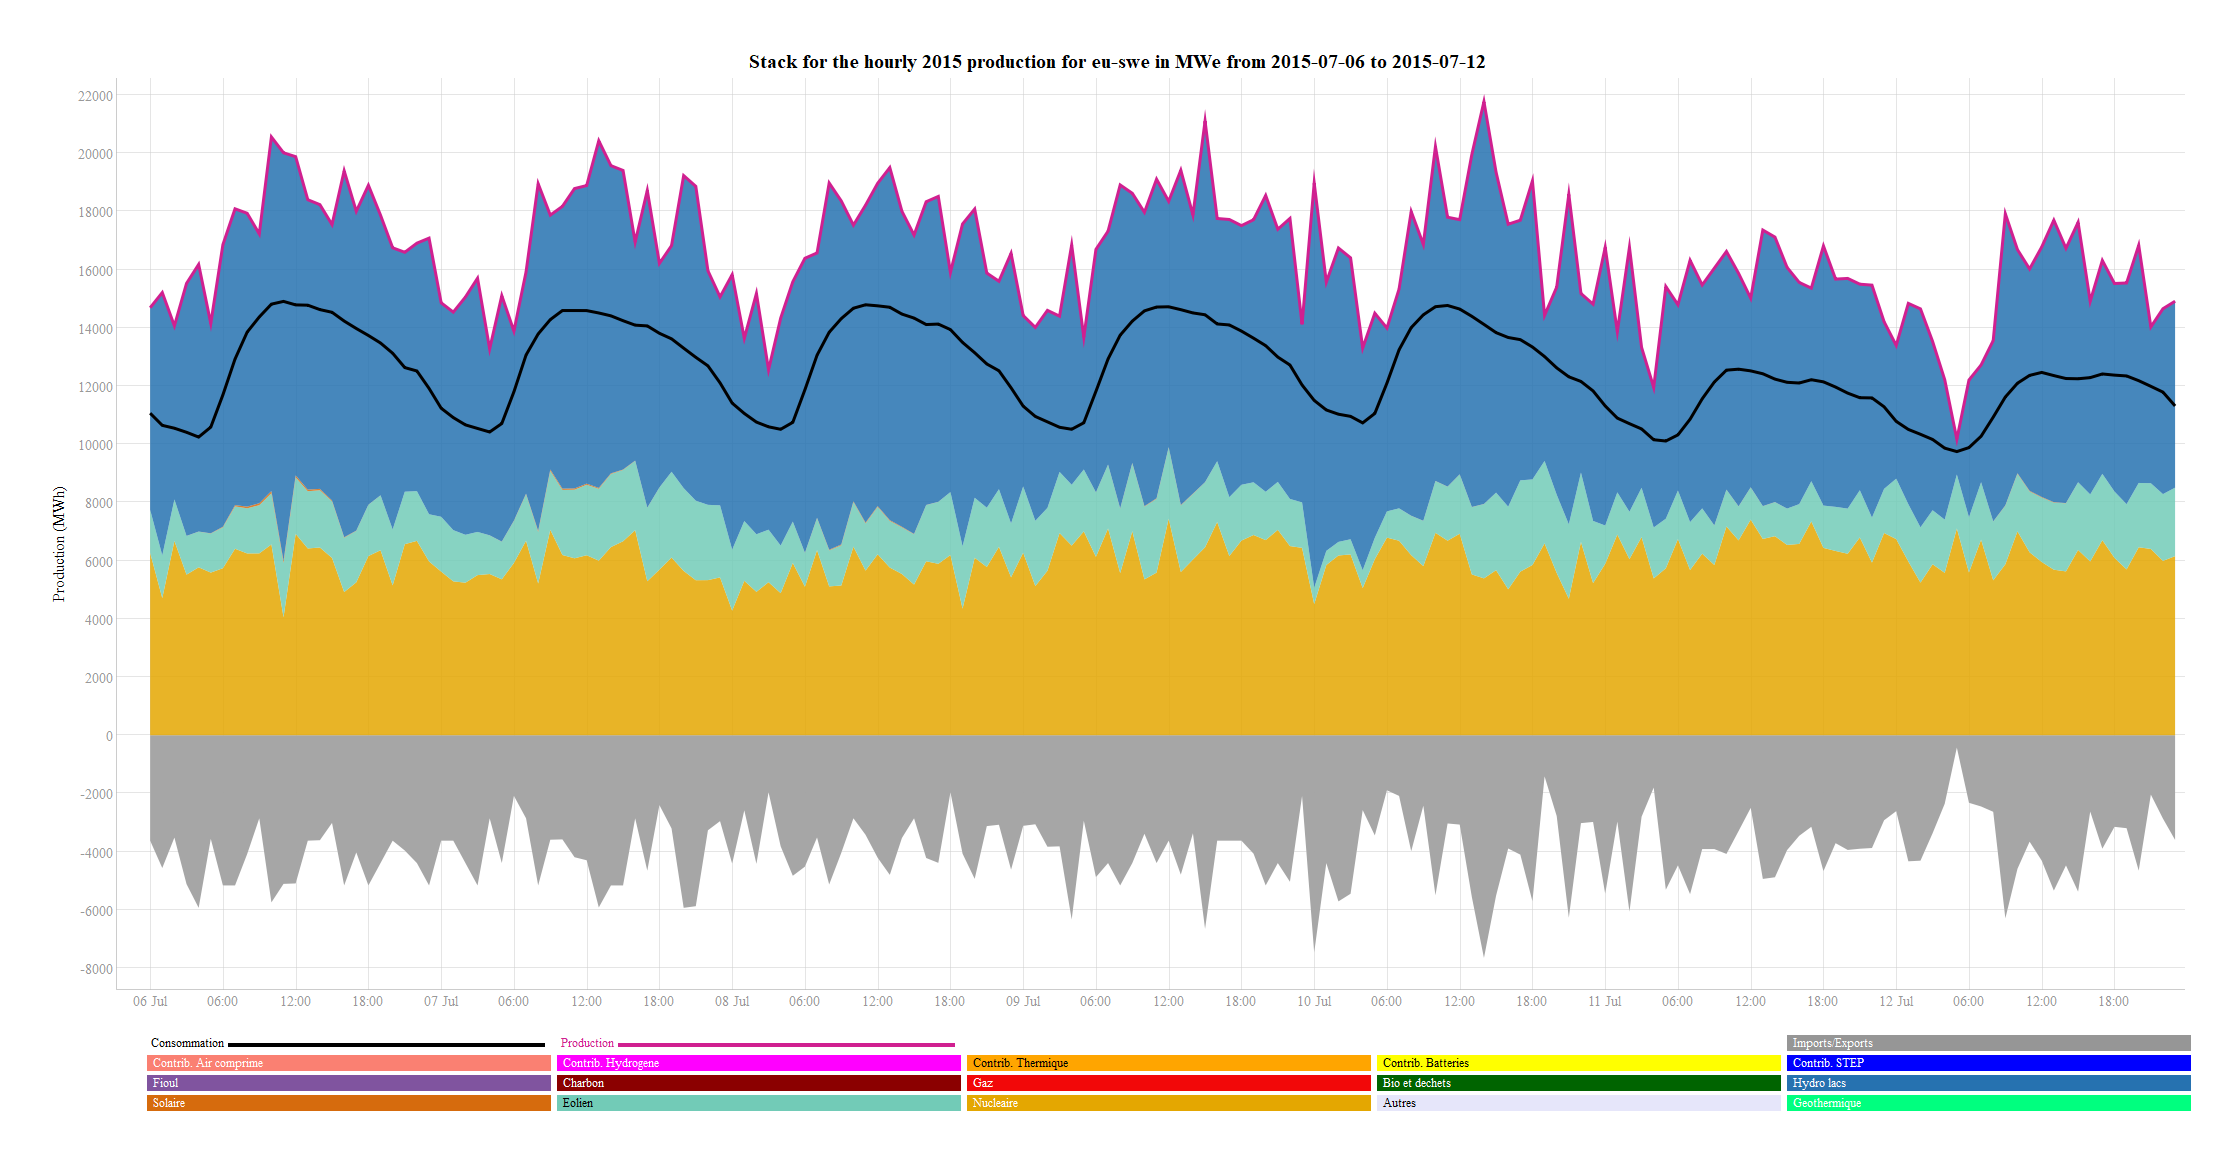 Stack for the hourly 2015 production for eu-swe in MWe from 2015-07-06 to 2015-07-12
22000
20000
18000
16000
14000
12000
10000
8000
6000
4000
2000
0
-2000
-4000
-6000
-8000
Production (MWh)
06 Jul 06:00 12:00 18:00 07 Jul 06:00 12:00 18:00 08 Jul 06:00 12:00 18:00 09 Jul 06:00 12:00 18:00 10 Jul 06:00 12:00 18:00 11 Jul 06:00 12:00 18:00 12 Jul 06:00 12:00 18:00
Consommation Production Imports/Exports
Contrib. Air comprime Contrib. Hydrogene Contrib. Thermique Contrib. Batteries Contrib. STEP
Fioul Charbon Gaz Bio et dechets Hydro lacs
Solaire Eolien Nucleaire Autres Geothermique